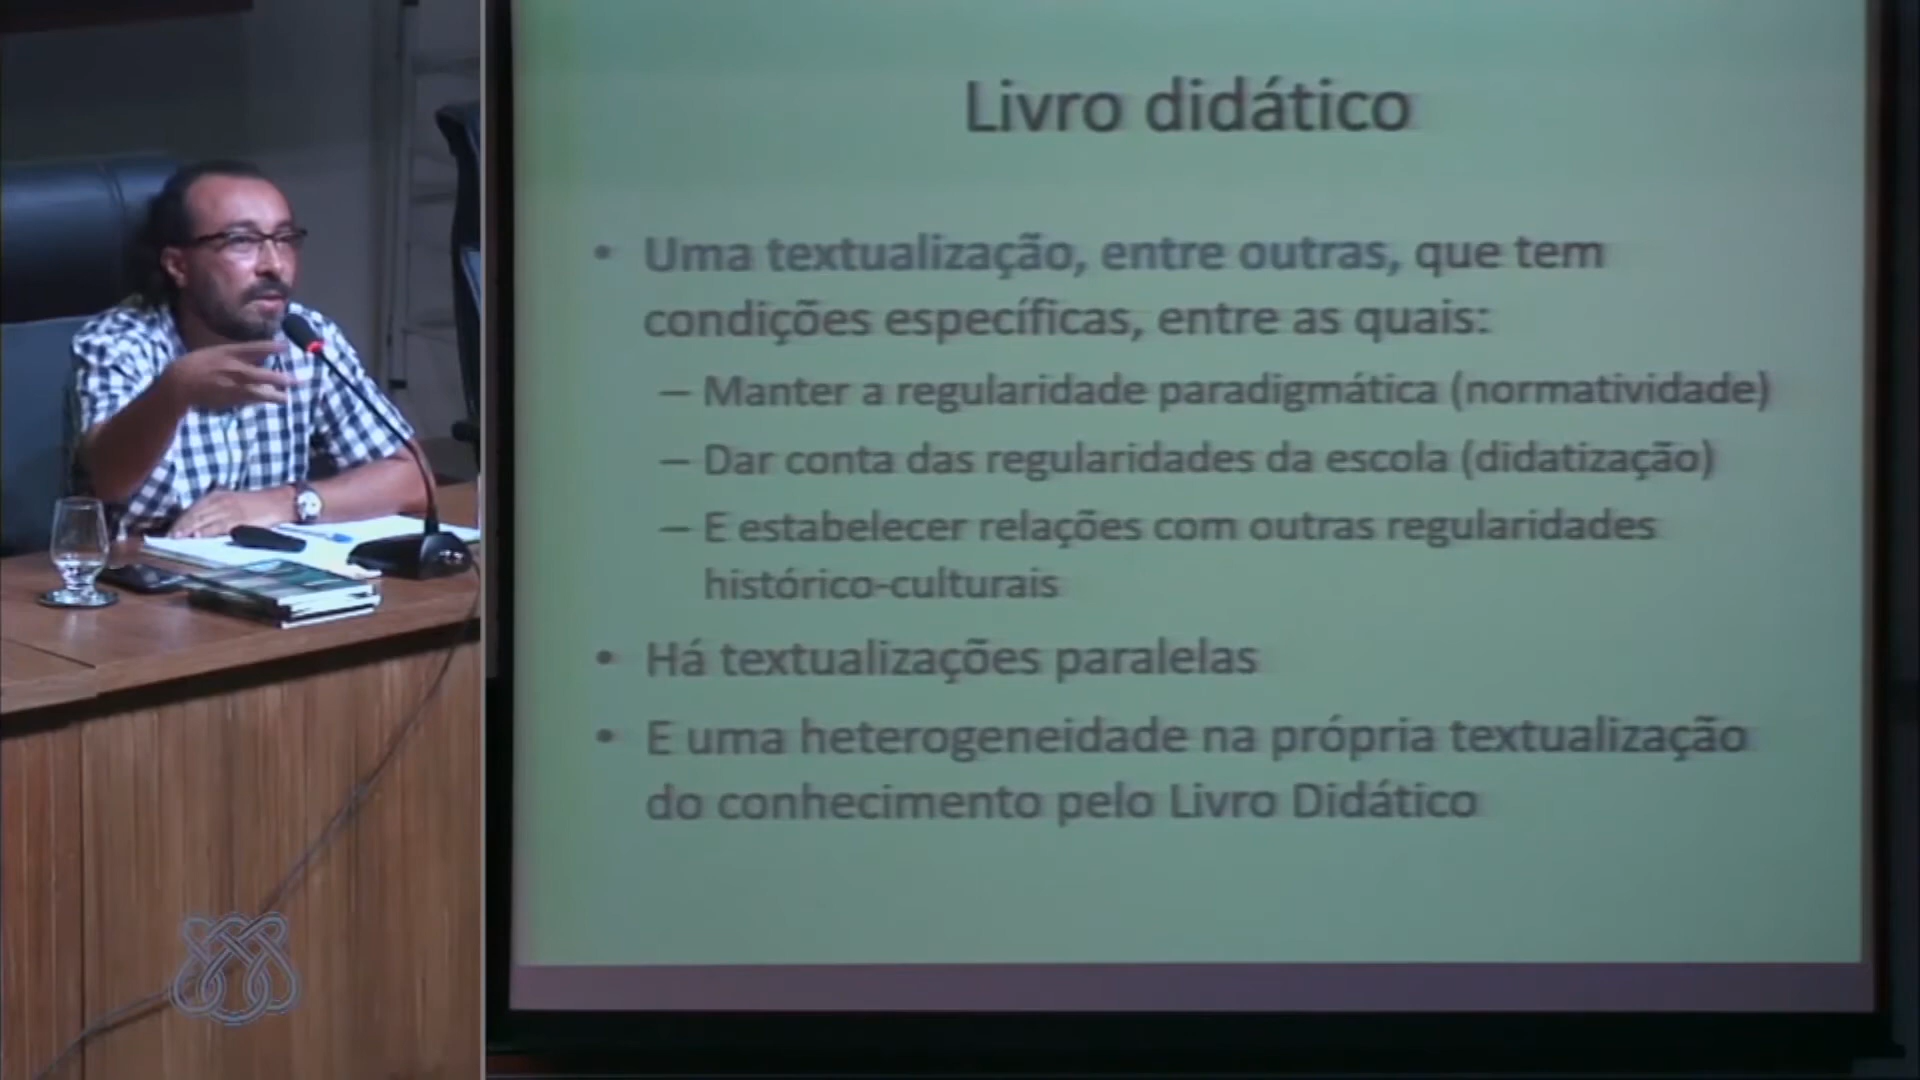 Livro didático
• Uma textualização, entre outras, que tem
condições específicas, entre as quais:
– Manter a regularidade paradigmática (normatividade)
– Dar conta das regularidades da escola (didatização)
– E estabelecer relações com outras regularidades
histórico-culturais
• Há textualizações paralelas
• E uma heterogeneidade na própria textualização
do conhecimento pelo Livro Didático